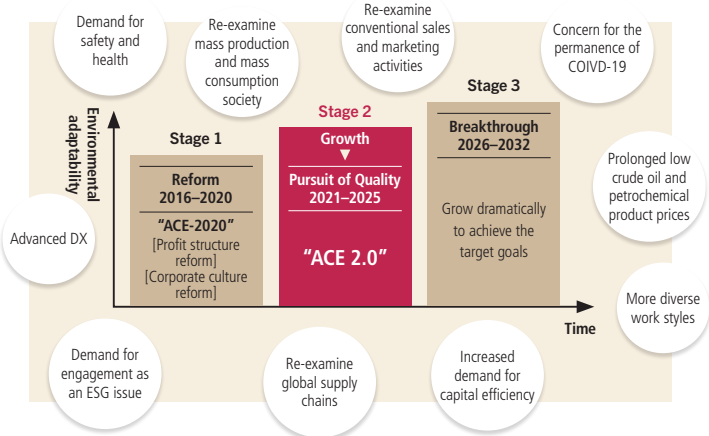 Demand for
safety and
health
Re-examine
mass production
and mass
consumption
society
Re-examine
conventional sales
and marketing
activities
Concern for the
permanence of
COIVD-19
Environmental
adaptability
Stage 1
Reform
2016–2020
“ACE-2020”
[Profit structure
reform]
[Corporate culture
reform]
Stage 2
Growth
▼
Pursuit of Quality
2021–2025
“ACE 2.0”
Stage 3
Breakthrough
2026–2032
Grow dramatically
to achieve the
target goals
Prolonged low
crude oil and
petrochemical
product prices
Advanced DX
More diverse
work styles
Time
Demand for
engagement as
an ESG issue
Re-examine
global supply
chains
Increased
demand for
capital efficiency